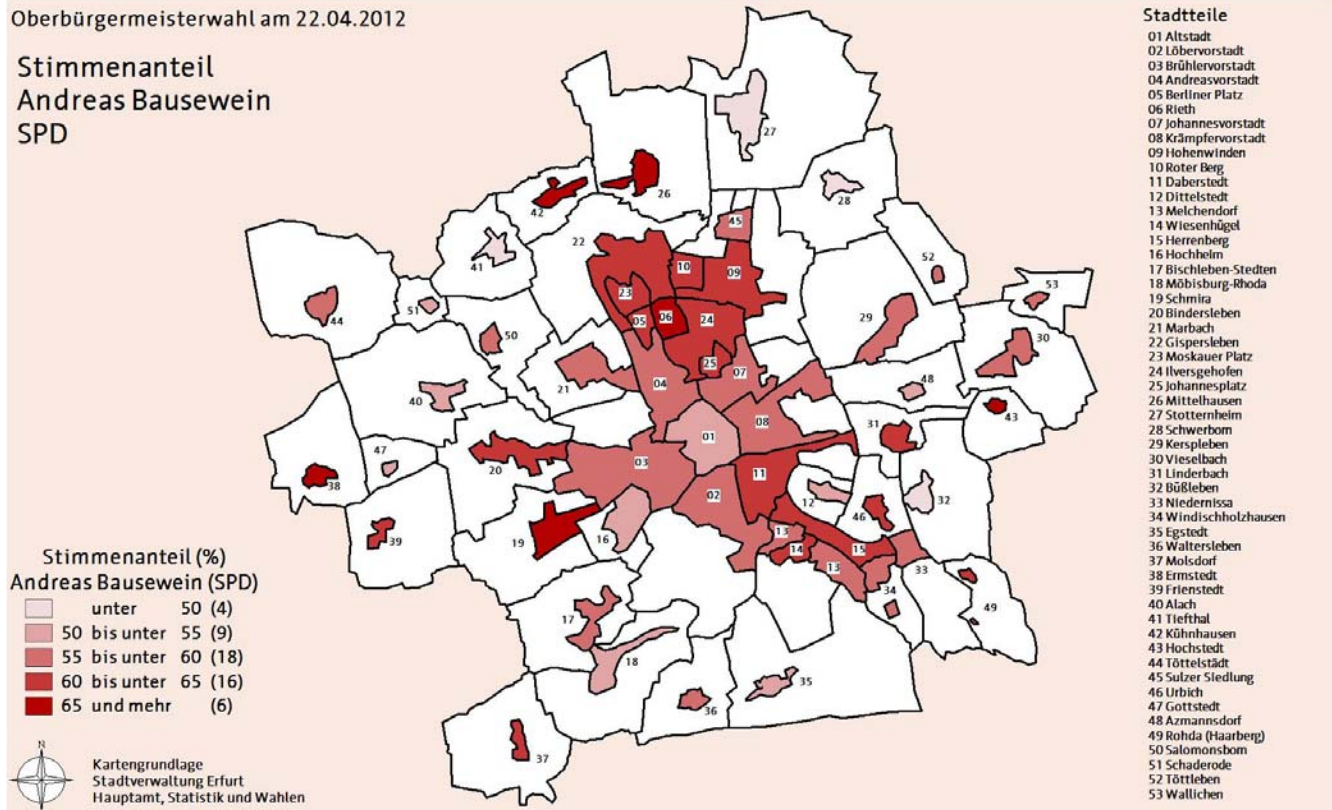 Oberbürgermeisterwahl am 22.04.2012
Stimmenanteil
Andreas Bausewein
SPD
Stadtteile
01 Altstadt
02 Löbervorstadt
03 Brühlervorstadt
04 Andreasvorstadt
05 Berliner Platz
06 Rieth
07 Johannesvorstadt
08 Krämpfervorstadt
09 Hohenwinden
10 Roter Berg
11 Daberstedt
12 Dittelstedt
13 Melchendorf
14 Wiesenhügel
15 Herrenberg
16 Hochheim
17 Bischleben-Stedten
18 Möbisburg-Rhoda
19 Schmira
20 Bindersleben
21 Marbach
22 Gispersleben
23 Moskauer Platz
24 Ilversgehofen
25 Johannesplatz
26 Mittelhausen
27 Stotternheim
28 Schwerborn
29 Kerspleben
30 Vieselbach
31 Linderbach
32 Büßleben
33 Niedernissa
34 Windischholzhausen
35 Egstedt
36 Waltersleben
37 Molsdorf
38 Ermstedt
39 Frienstedt
40 Alach
41 Tiefthal
42 Kühnhausen
43 Hochstedt
44 Töttelstädt
45 Sulzer Siedlung
46 Urbich
47 Gottstedt
48 Azmannsdorf
49 Rohda (Haarberg)
50 Salomonsborn
51 Schaderode
52 Töttleben
53 Wallichen
27
26
42
28
45
22
41
52
10
09
53
23
51
44
05
06
24
29
50
30
25
07
21
04
48
40
43
08
31
01
47
03
20
11
38
02
12
32
46
39
19
16
13
14
15
13
33
34
49
17
18
35
36
37
Stimmenanteil (%)
Andreas Bausewein (SPD)
unter 50 (4)
50 bis unter 55 (9)
55 bis unter 60 (18)
60 bis unter 65 (16)
65 und mehr (6)
N
Kartengrundlage
Stadtverwaltung Erfurt
Hauptamt, Statistik und Wahlen